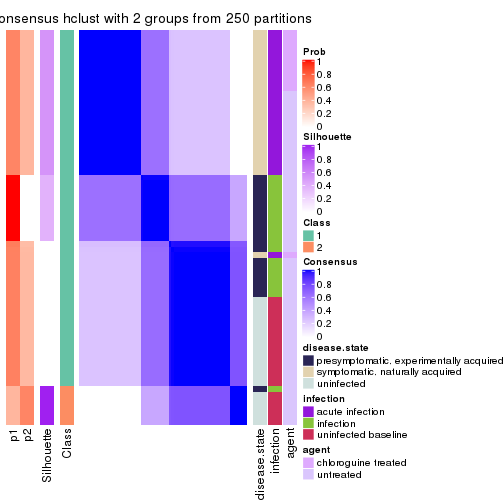 onsensus hclust with 2 groups from 250 partitions
Prob
1
0.8
0.6
0.4
0.2
0
Silhouette
1
0.8
0.6
0.4
0.2
0
Class
1
2
Consensus
1
0.8
0.6
0.4
0.2
0
disease.state
presymptomatic. experimentally acquired
symptomatic. naturally acquired
uninfected
infection
acute infection
infection
uninfected baseline
agent
chloroguine treated
untreated
p1
p2
Silhouette
Class
disease.state
infection
agent